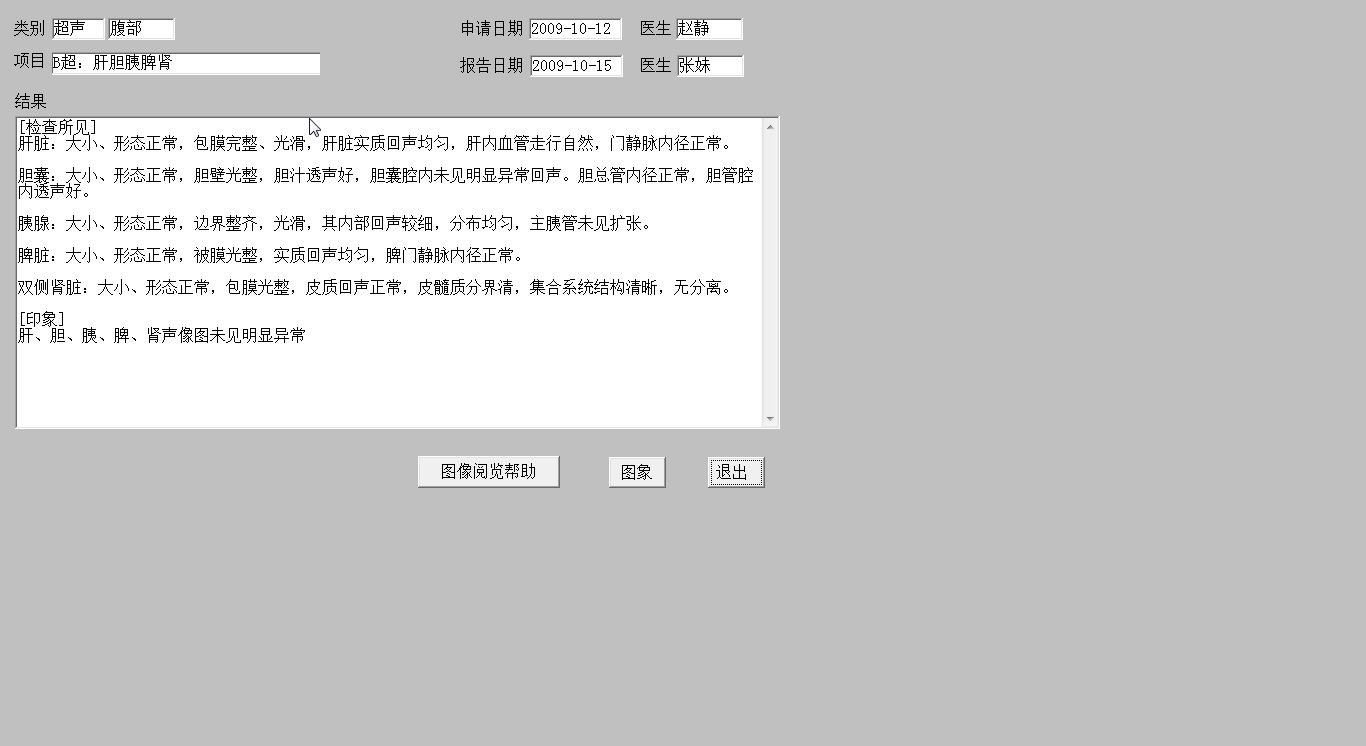 类别 超声 腹部 申请日期 2009-10-12 医生 赵静
项目 B超：肝胆胰脾肾 报告日期 2009-10-15 医生 张妹
结果
[检查所见]
肝脏：大小、形态正常，包膜完整、光滑，肝脏实质回声均匀，肝内血管走行自然，门静脉内径正常。
胆囊：大小、形态正常，胆壁光整，胆汁透声好，胆囊腔内未见明显异常回声。胆总管内径正常，胆管腔
内透声好。
胰腺：大小、形态正常，边界整齐，光滑，其内部回声较细，分布均匀，主胰管未见扩张。
脾脏：大小、形态正常，被膜光整，实质回声均匀，脾门静脉内径正常。
双侧肾脏：大小、形态正常，包膜光整，皮质回声正常，皮髓质分界清，集合系统结构清晰，无分离。
[印象]
肝、胆、胰、脾、肾声像图未见明显异常
图像阅览帮助 图象 退出